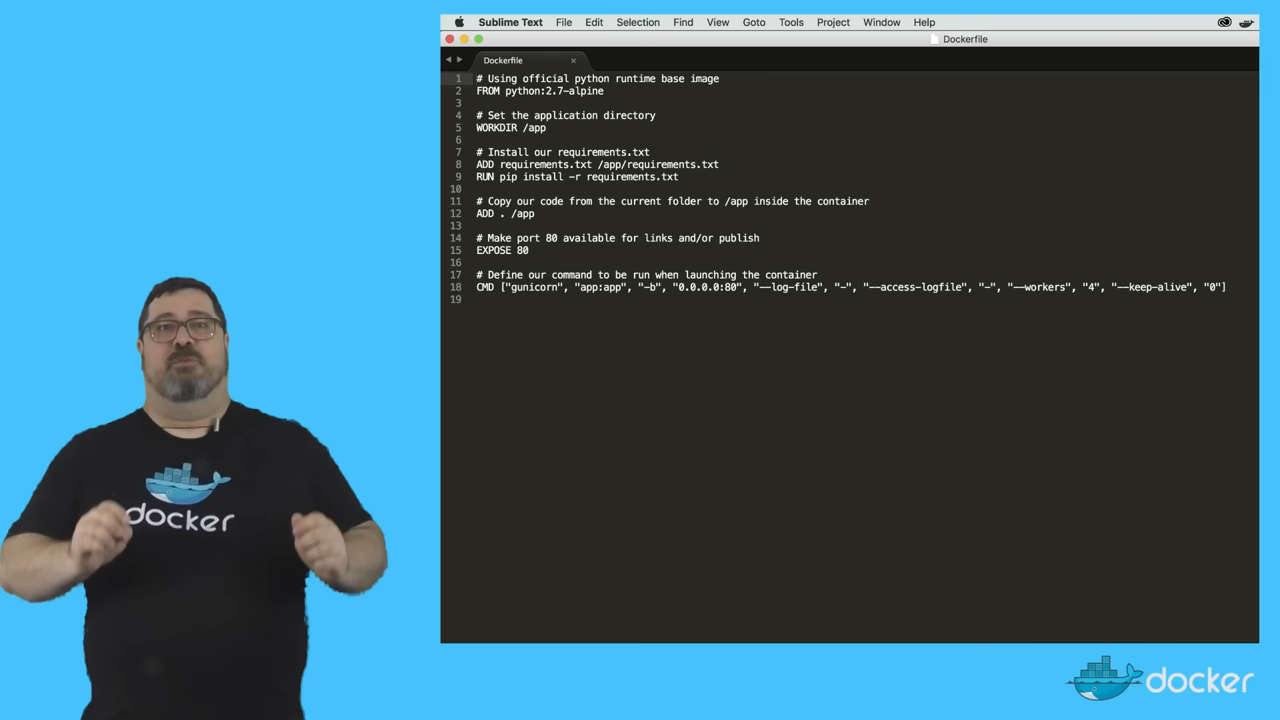 Sublime Text File Edit Selection Find View Goto Tools Project Window Help
Dockerfile
Dockerfile
1 # Using official python runtime base image
2 FROM python:2.7-alpine
3
4 # Set the application directory
5 WORKDIR /app
6
7 # Install our requirements.txt
8 ADD requirements.txt /app/requirements.txt
9 RUN pip install -r requirements.txt
10
11 # Copy our code from the current folder to /app inside the container
12 ADD . /app
13
14 # Make port 80 available for links and/or publish
15 EXPOSE 80
16
17 # Define our command to be run when launching the container
18 CMD ["gunicorn", "app:app", "-b", "0.0.0.0:80", "--log-file", "-", "--access-logfile", "-", "--workers", "4", "--keep-alive", "0"]
19
docker
docker